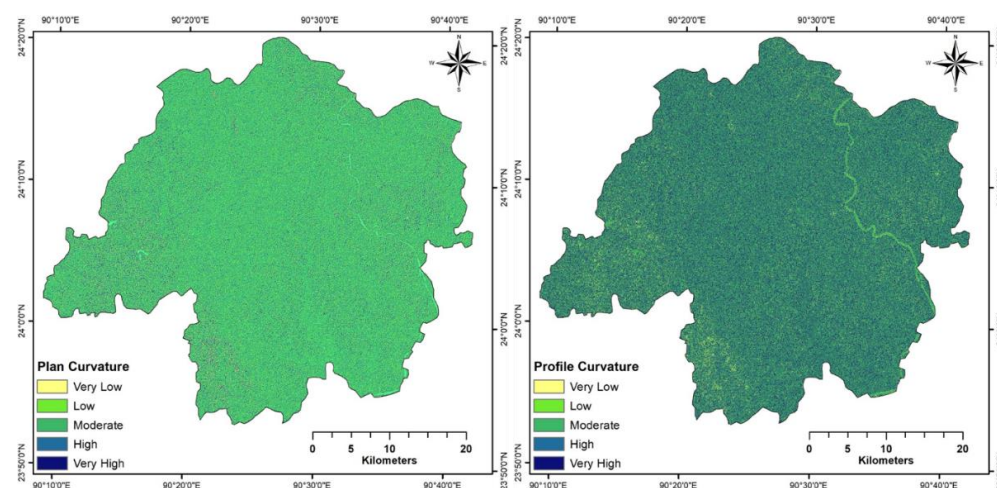 90°10'0"E 90°20'0"E 90°30'0"E 90°40'0"E
24°20'0"N
24°10'0"N
24°0'0"N
23°50'0"N
N
W E
S
Plan Curvature
Very Low
Low
Moderate
High
Very High
0 5 10 20
Kilometers
90°10'0"E 90°20'0"E 90°30'0"E 90°40'0"E
90°10'0"E 90°20'0"E 90°30'0"E 90°40'0"E
24°20'0"N
24°10'0"N
24°0'0"N
23°50'0"N
N
W E
S
Profile Curvature
Very Low
Low
Moderate
High
Very High
0 5 10 20
Kilometers
90°10'0"E 90°20'0"E 90°30'0"E 90°40'0"E